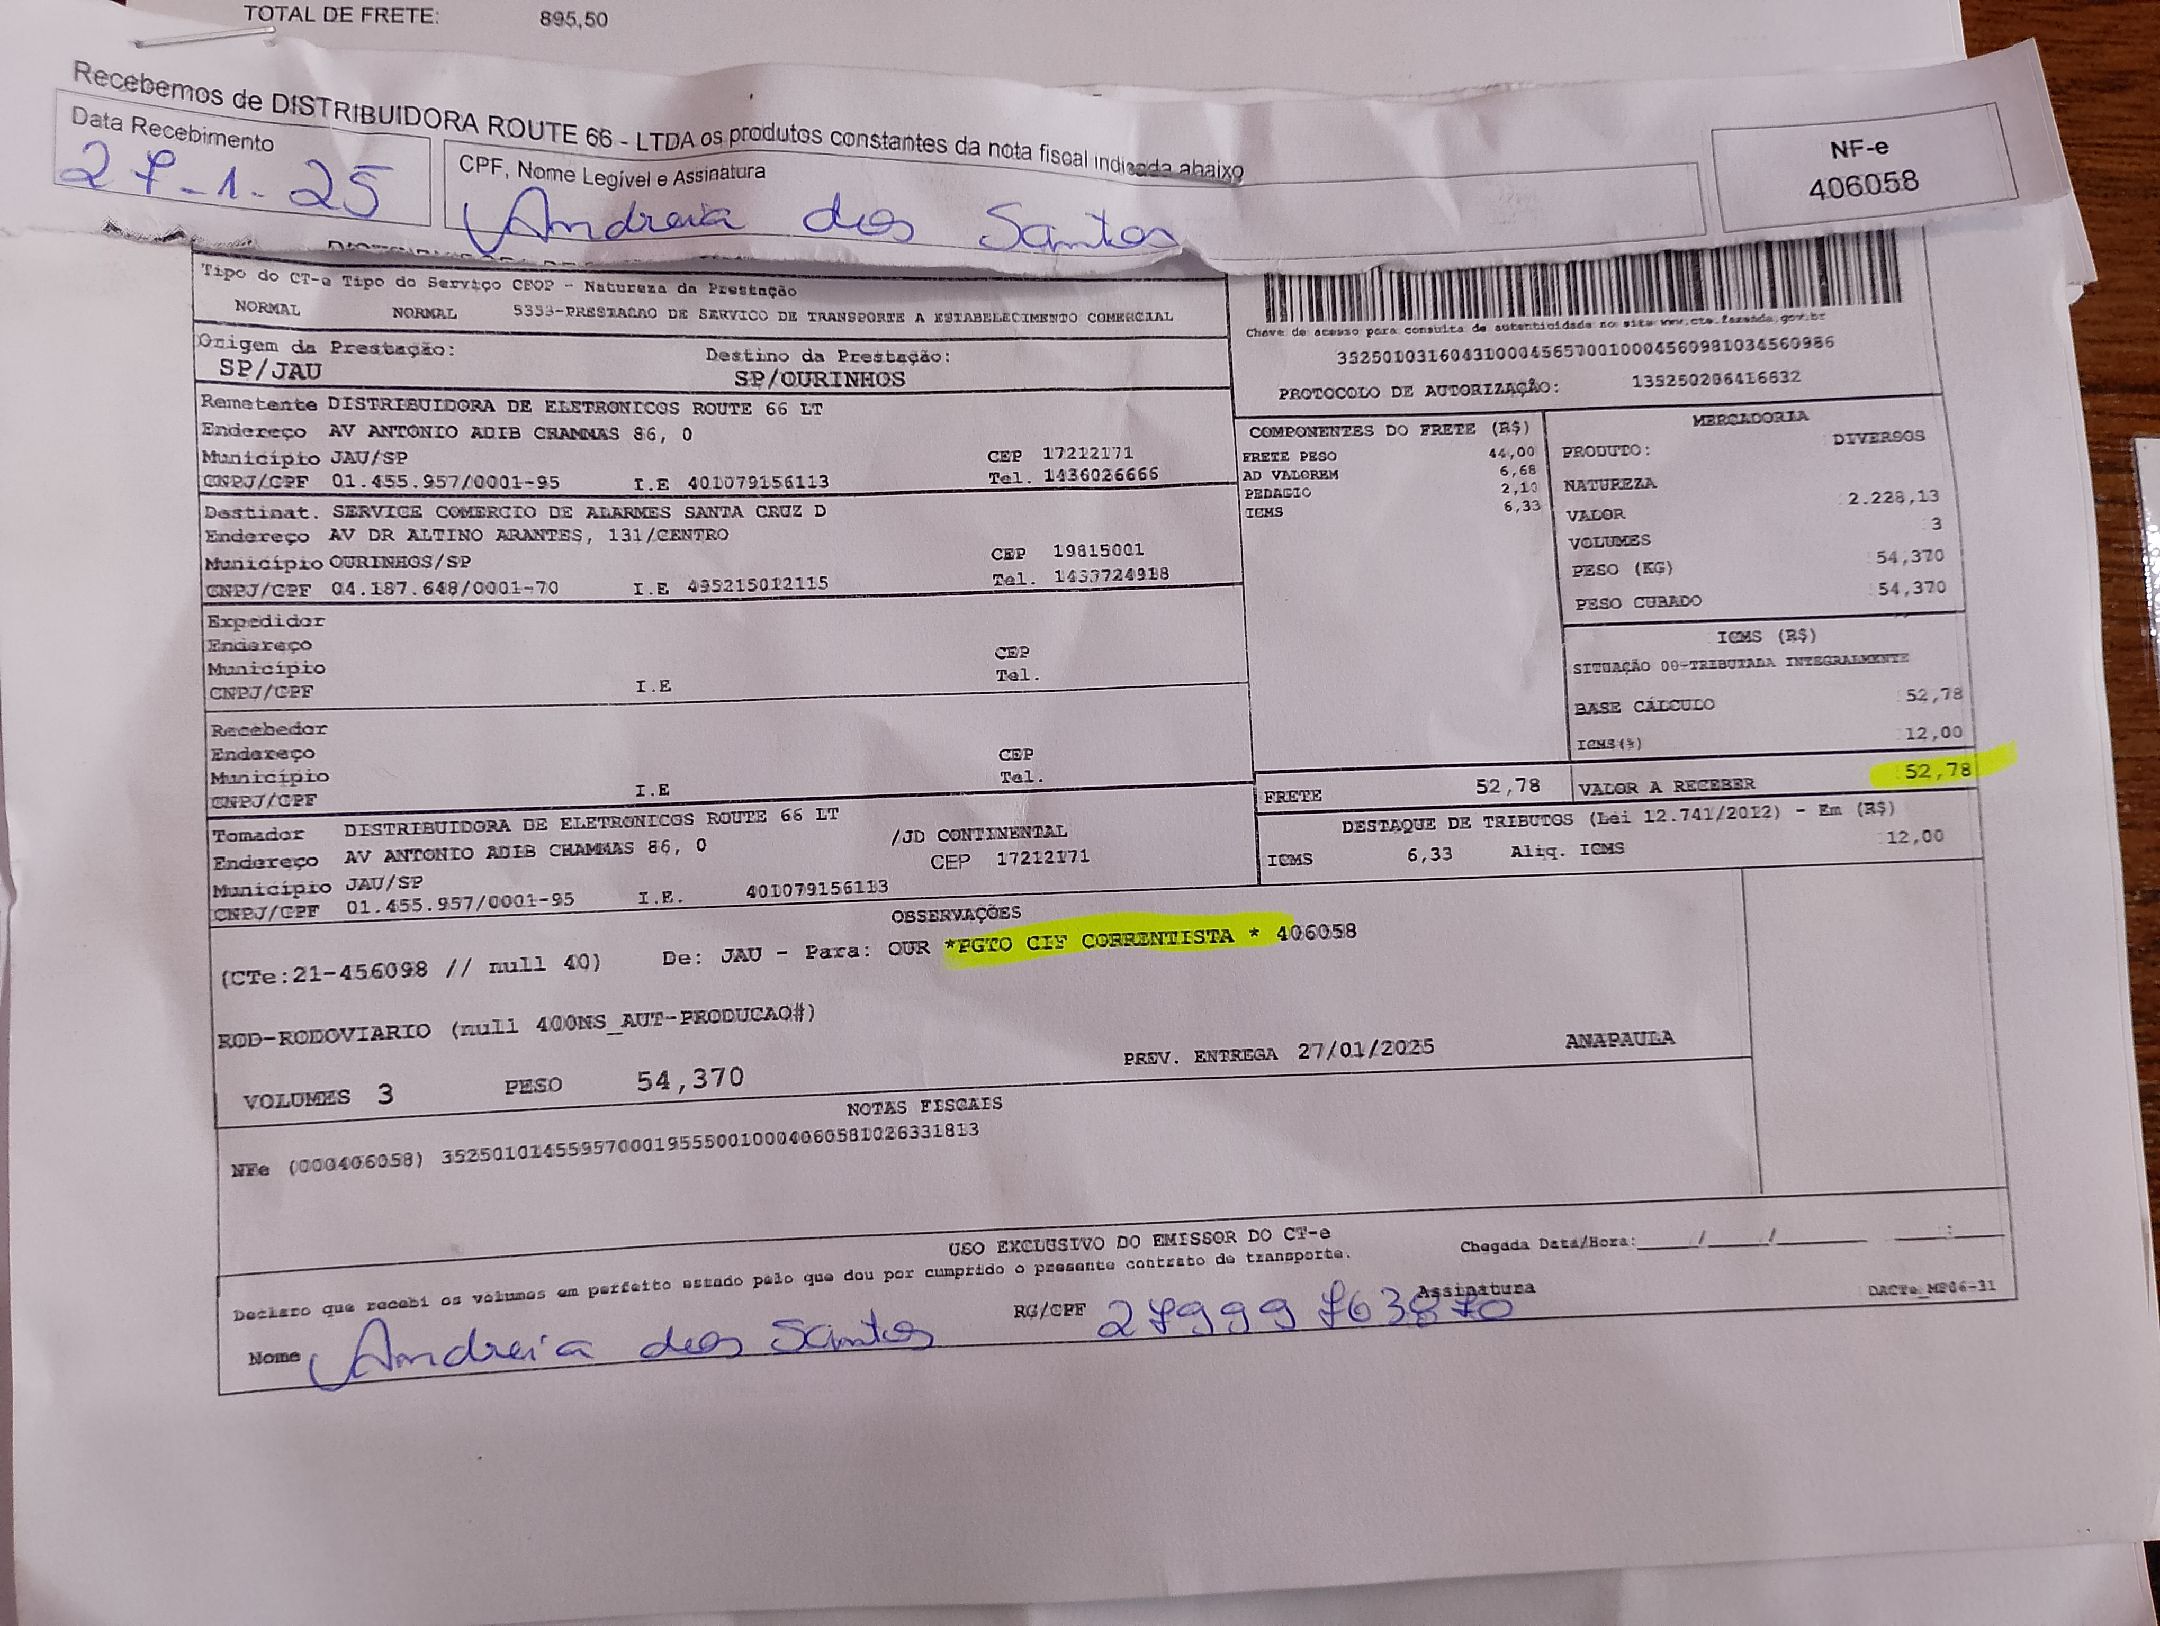 TOTAL DE FRETE: 895,50
Recebemos de DISTRIBUIDORA ROUTE 66 - LTDA os produtos constantes da nota fiscal indicada abaixo
Data Recebimento
27-1-25
CPF, Nome Legível e Assinatura
Andreia dos Santos
NF-e
406058
Tipo do CT-e Tipo do Serviço CFOP - Natureza da Prestação
NORMAL NORMAL 5353-PRESTACAO DE SERVICO DE TRANSPORTE A ESTABELECIMENTO COMERCIAL
Origem da Prestação: Destino da Prestação:
SP/JAU SP/OURINHOS
Chave de acesso para consulta de autenticidade no site www.cte.fazenda.gov.br
PROTOCOLO DE AUTORIZAÇÃO: 135250206416632
Remetente DISTRIBUIDORA DE ELETRONICOS ROUTE 66 LT
Endereço AV ANTONIO ADIB CHAMMAS 86, 0
Município JAU/SP CEP 17212171
CNPJ/CPF 01.455.957/0001-95 I.E 401079156113 Tel. 1436026666
Destinat. SERVICE COMERCIO DE ALARMES SANTA CRUZ D
Endereço AV DR ALTINO ARANTES, 131/CENTRO
Município OURINHOS/SP CEP 19815001
CNPJ/CPF 04.187.648/0001-70 I.E 495215012115 Tel. 1433724918
Expedidor
Endereço
Município CEP
CNPJ/CPF I.E Tel.
Recebedor
Endereço
Município CEP
CNPJ/CPF I.E Tel.
Tomador DISTRIBUIDORA DE ELETRONICOS ROUTE 66 LT
Endereço AV ANTONIO ADIB CHAMMAS 86, 0 /JD CONTINENTAL
Município JAU/SP CEP 17212171
CNPJ/CPF 01.455.957/0001-95 I.E. 401079156113
COMPONENTES DO FRETE (R$)
FRETE PESO 44,00
AD VALOREM 6,68
PEDAGIO 2,10
ICMS 6,33
MERCADORIA
PRODUTO: DIVERSOS
NATUREZA
VALOR 2.228,13
VOLUMES 3
PESO (KG) 54,370
PESO CUBADO 54,370
ICMS (R$)
SITUAÇÃO 00-TRIBUTADA INTEGRALMENTE
BASE CÁLCULO 52,78
ICMS(%) 12,00
FRETE 52,78 VALOR A RECEBER 52,78
DESTAQUE DE TRIBUTOS (Lei 12.741/2012) - Em (R$)
ICMS 6,33 Aliq. ICMS 12,00
OBSERVAÇÕES
(CTe:21-456098 // null 40) De: JAU - Para: OUR *PGTO CIF CORRENTISTA * 406058
ROD-RODOVIARIO (null 400NS_AUT-PRODUCAO#)
VOLUMES 3 PESO 54,370 PREV. ENTREGA 27/01/2025 ANAPAULA
NOTAS FISCAIS
NFe (000406058) 35250101455957000195550010004060581026331813
USO EXCLUSIVO DO EMISSOR DO CT-e
Declaro que recebi os volumes em perfeito estado pelo que dou por cumprido o presente contrato de transporte.
Chegada Data/Hora:____/____/______ ____:____
Nome Andreia dos Santos RG/CPF 27999763870 Assinatura
DACTe_MP06-31